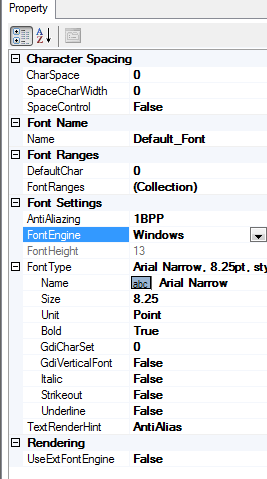 Property
Character Spacing
CharSpace 0
SpaceCharWidth 0
SpaceControl False
Font Name
Name Default_Font
Font Ranges
DefaultChar 0
FontRanges (Collection)
Font Settings
AntiAliazing 1BPP
FontEngine Windows
FontHeight 13
FontType Arial Narrow, 8.25pt, sty
Name abc Arial Narrow
Size 8.25
Unit Point
Bold True
GdiCharSet 0
GdiVerticalFont False
Italic False
Strikeout False
Underline False
TextRenderHint AntiAlias
Rendering
UseExtFontEngine False